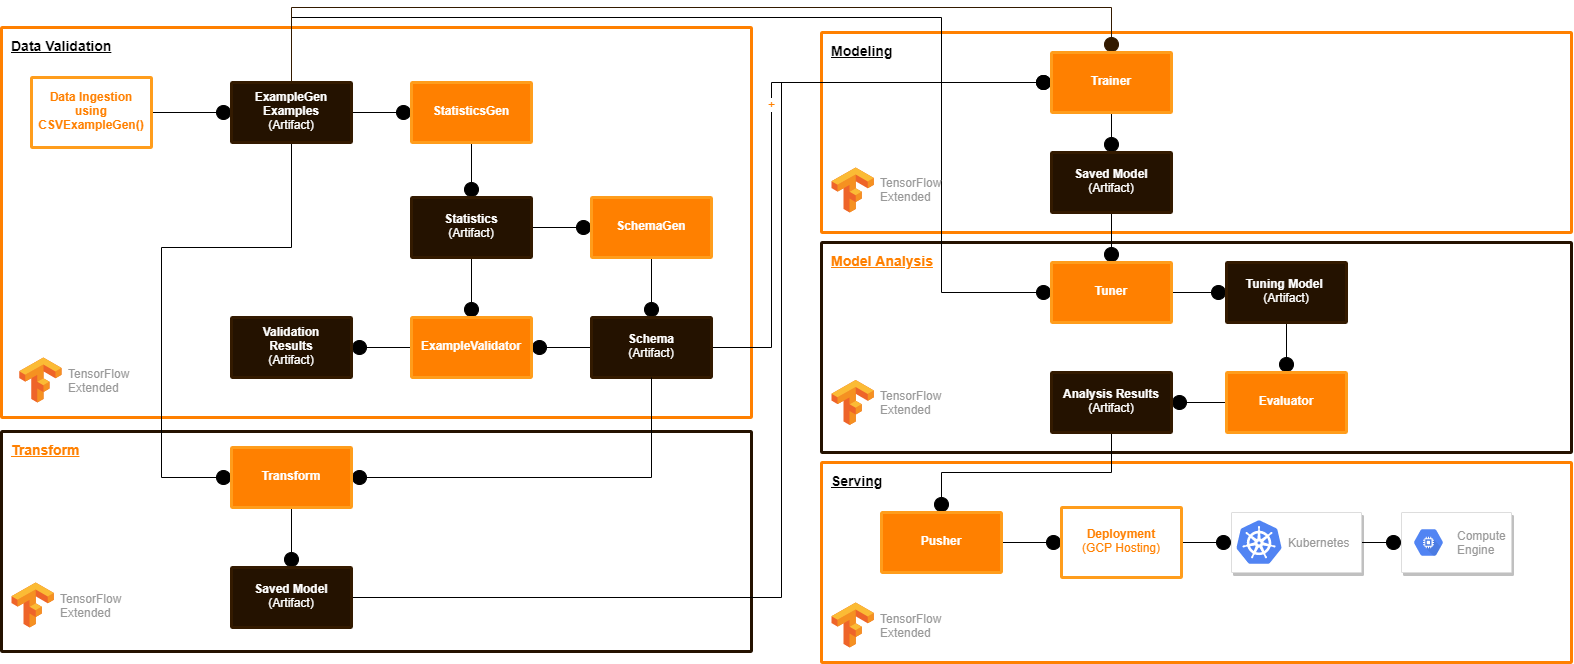 Data Validation
Data Ingestion
using
CSVExampleGen()
ExampleGen
Examples
(Artifact)
StatisticsGen
Statistics
(Artifact)
SchemaGen
Validation
Results
(Artifact)
ExampleValidator
Schema
(Artifact)
TensorFlow
Extended
Transform
Transform
Saved Model
(Artifact)
TensorFlow
Extended
+
Modeling
Trainer
Saved Model
(Artifact)
TensorFlow
Extended
Model Analysis
Tuner
Tuning Model
(Artifact)
Analysis Results
(Artifact)
Evaluator
TensorFlow
Extended
Serving
Pusher
Deployment
(GCP Hosting)
Kubernetes
Compute
Engine
TensorFlow
Extended